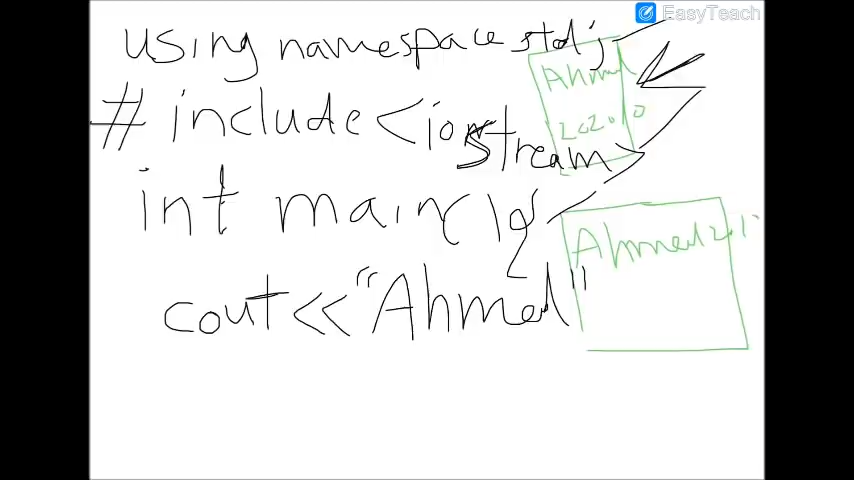 EasyTeach
using namespace std;
# include <iostream>
int main() {
cout<<"Ahmed"
Ahmed
Ahmed